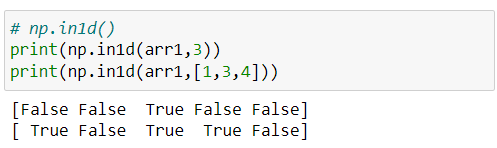 # np.in1d()
print(np.in1d(arr1,3))
print(np.in1d(arr1,[1,3,4]))
[False False  True False False]
[ True False  True  True False]